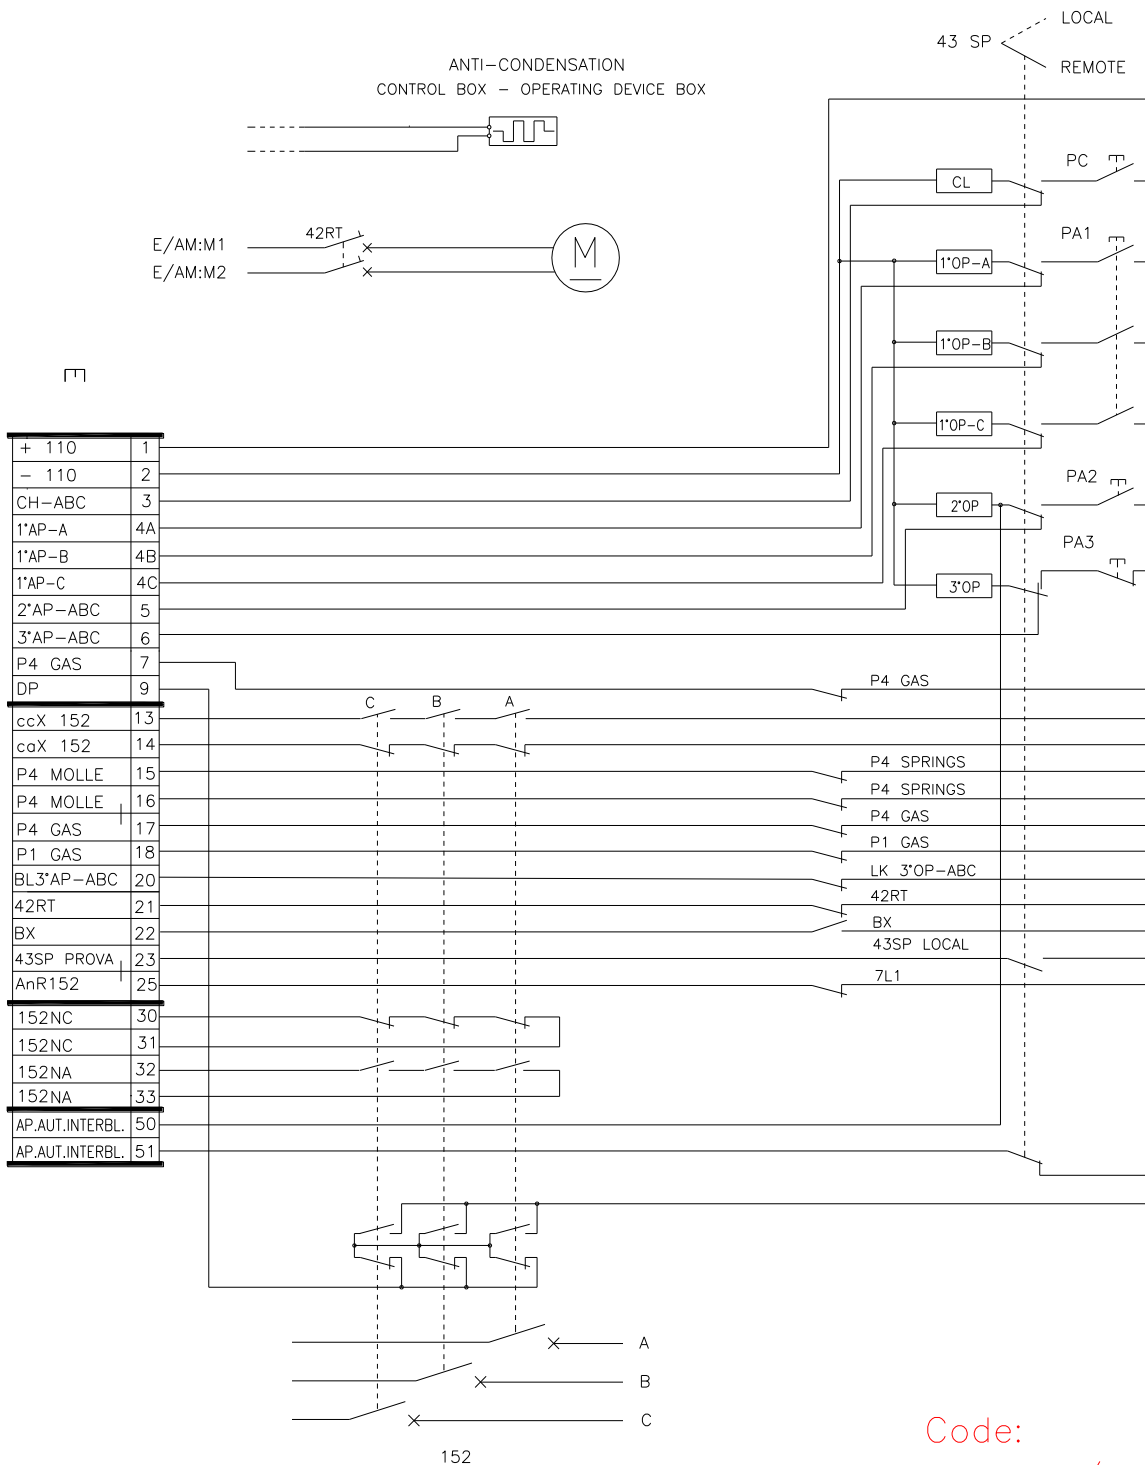 LOCAL
43 SP
REMOTE
ANTI-CONDENSATION
CONTROL BOX - OPERATING DEVICE BOX
PC
CL
E/AM:M1
42RT
M
E/AM:M2
PA1
1°OP-A
1°OP-B
1°OP-C
PA2
2°OP
PA3
3°OP
+ 110 1
- 110 2
CH-ABC 3
1°AP-A 4A
1°AP-B 4B
1°AP-C 4C
2°AP-ABC 5
3°AP-ABC 6
P4 GAS 7
DP 9
ccX 152 13
caX 152 14
P4 MOLLE 15
P4 MOLLE 16
P4 GAS 17
P1 GAS 18
BL3°AP-ABC 20
42RT 21
BX 22
43SP PROVA 23
AnR152 25
152NC 30
152NC 31
152NA 32
152NA 33
AP.AUT.INTERBL. 50
AP.AUT.INTERBL. 51
C B A
P4 GAS
P4 SPRINGS
P4 SPRINGS
P4 GAS
P1 GAS
LK 3°OP-ABC
42RT
BX
43SP LOCAL
7L1
A
B
C
152
Code: